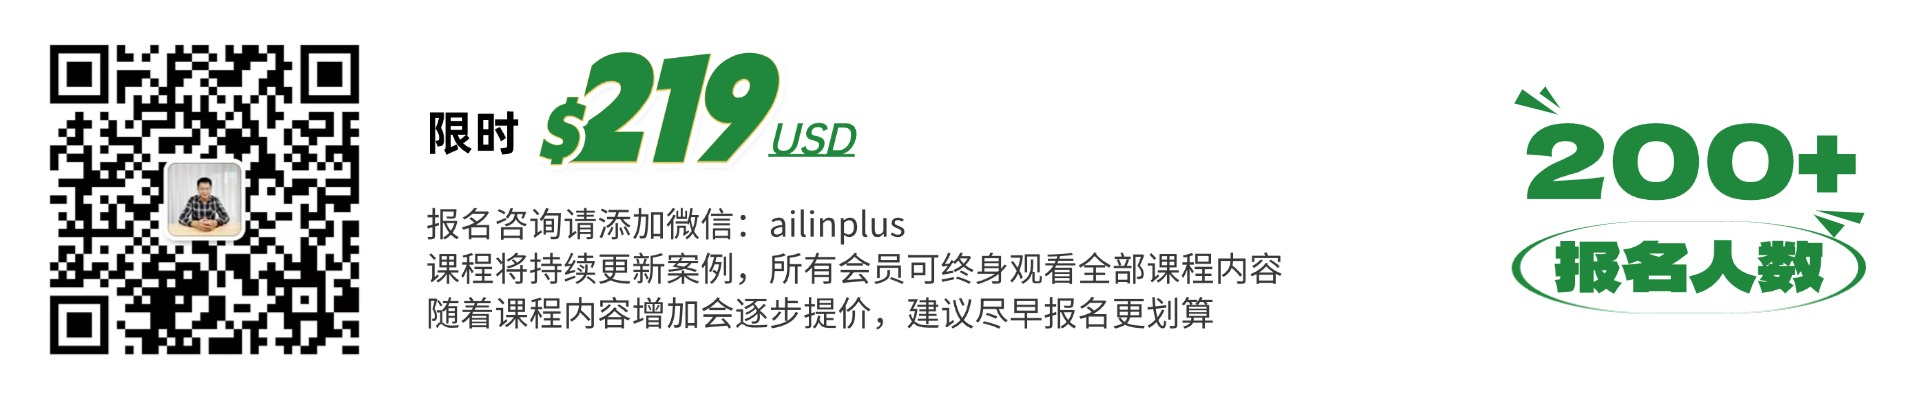 限时 $219 USD
报名咨询请添加微信：ailinplus
课程将持续更新案例，所有会员可终身观看全部课程内容
随着课程内容增加会逐步提价，建议尽早报名更划算
200+
报名人数